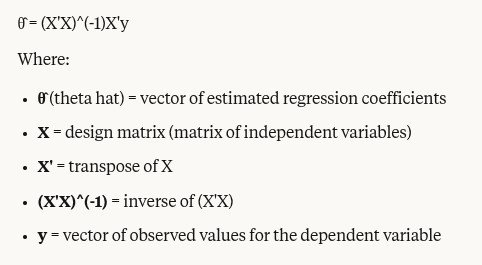 θ̂ = (X'X)^(-1)X'y
Where:
• θ̂ (theta hat) = vector of estimated regression coefficients
• X = design matrix (matrix of independent variables)
• X' = transpose of X
• (X'X)^(-1) = inverse of (X'X)
• y = vector of observed values for the dependent variable